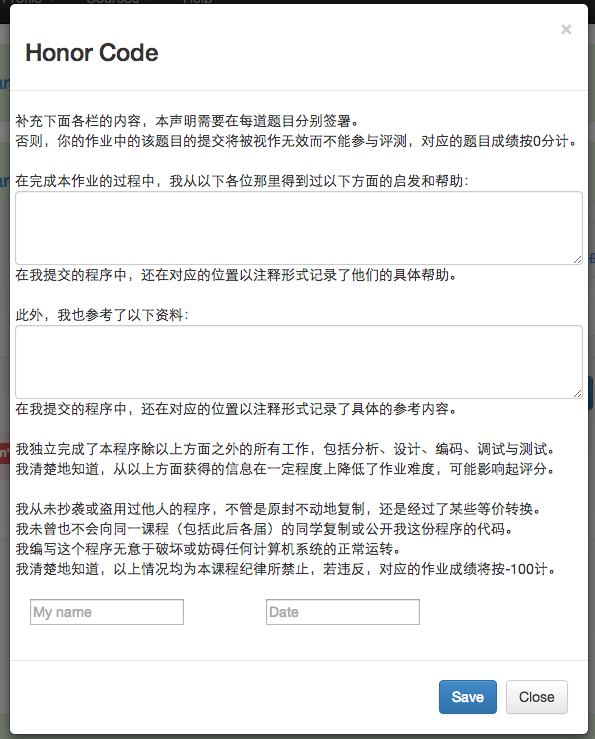 Profile
Courses
Help
×
Honor Code
补充下面各栏的内容，本声明需要在每道题目分别签署。
否则，你的作业中的该题目的提交将被视作无效而不能参与评测，对应的题目成绩按0分计。
在完成本作业的过程中，我从以下各位那里得到过以下方面的启发和帮助：
在我提交的程序中，还在对应的位置以注释形式记录了他们的具体帮助。
此外，我也参考了以下资料：
在我提交的程序中，还在对应的位置以注释形式记录了具体的参考内容。
我独立完成了本程序除以上方面之外的所有工作，包括分析、设计、编码、调试与测试。
我清楚地知道，从以上方面获得的信息在一定程度上降低了作业难度，可能影响起评分。
我从未抄袭或盗用过他人的程序，不管是原封不动地复制，还是经过了某些等价转换。
我未曾也不会向同一课程（包括此后各届）的同学复制或公开我这份程序的代码。
我编写这个程序无意于破坏或妨碍任何计算机系统的正常运转。
我清楚地知道，以上情况均为本课程纪律所禁止，若违反，对应的作业成绩将按-100计。
My name
Date
Save
Close